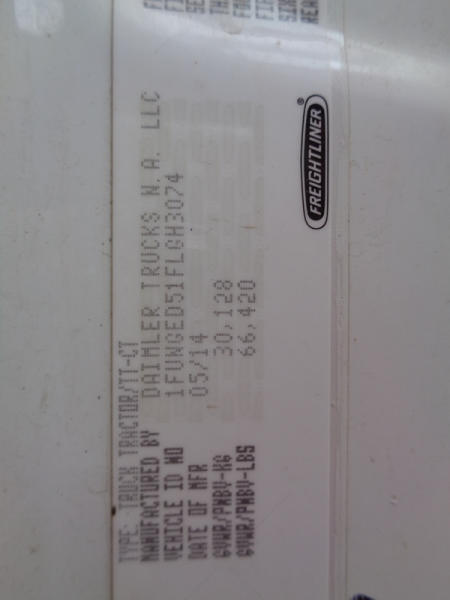 TYPE: TRUCK TRACTOR/TT-CT
MANUFACTURED BY DAIMLER TRUCKS N.A. LLC
VEHICLE ID NO 1FUWGED51FLGH3074
DATE OF MFR 05/14
GVWR/PNBV-KG 30,128
GVWR/PNBV-LBS 66,420
FREIGHTLINER®